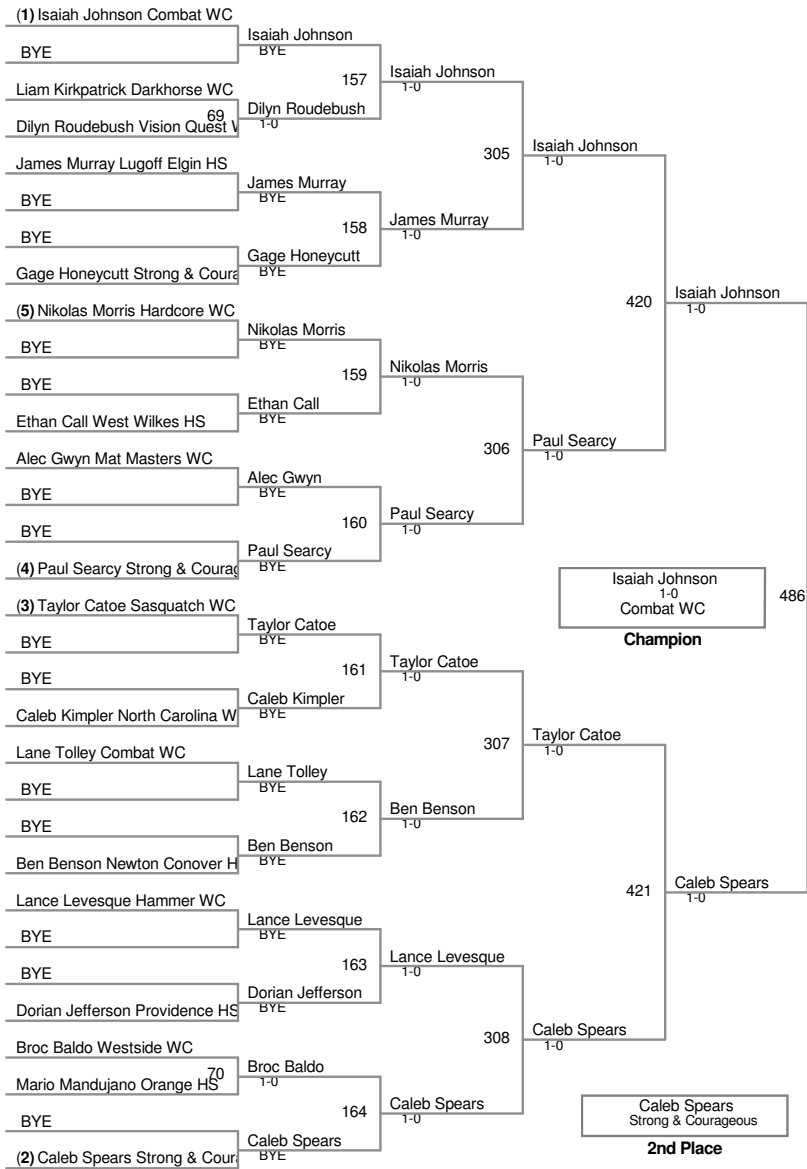 (1) Isaiah Johnson Combat WC
BYE
Liam Kirkpatrick Darkhorse WC
69
Dilyn Roudebush Vision Quest
James Murray Lugoff Elgin HS
BYE
BYE
Gage Honeycutt Strong & Coura
(5) Nikolas Morris Hardcore WC
BYE
BYE
Ethan Call West Wilkes HS
Alec Gwyn Mat Masters WC
BYE
BYE
(4) Paul Searcy Strong & Courag
(3) Taylor Catoe Sasquatch WC
BYE
BYE
Caleb Kimpler North Carolina W
Lane Tolley Combat WC
BYE
BYE
Ben Benson Newton Conover H
Lance Levesque Hammer WC
BYE
BYE
Dorian Jefferson Providence HS
Broc Baldo Westside WC
70
Mario Mandujano Orange HS
BYE
(2) Caleb Spears Strong & Coura
Isaiah Johnson
BYE
157
Dilyn Roudebush
1-0
James Murray
BYE
158
Gage Honeycutt
BYE
Nikolas Morris
BYE
159
Ethan Call
BYE
Alec Gwyn
BYE
160
Paul Searcy
BYE
Taylor Catoe
BYE
161
Caleb Kimpler
BYE
Lane Tolley
BYE
162
Ben Benson
BYE
Lance Levesque
BYE
163
Dorian Jefferson
BYE
Broc Baldo
1-0
164
Caleb Spears
BYE
Isaiah Johnson
1-0
305
James Murray
1-0
Nikolas Morris
1-0
306
Paul Searcy
1-0
Taylor Catoe
1-0
307
Ben Benson
1-0
Lance Levesque
1-0
308
Caleb Spears
1-0
Isaiah Johnson
1-0
420
Paul Searcy
1-0
Taylor Catoe
1-0
421
Caleb Spears
1-0
Isaiah Johnson
1-0
486
Caleb Spears
1-0
Isaiah Johnson
1-0
Combat WC
Champion
Caleb Spears
Strong & Courageous
2nd Place